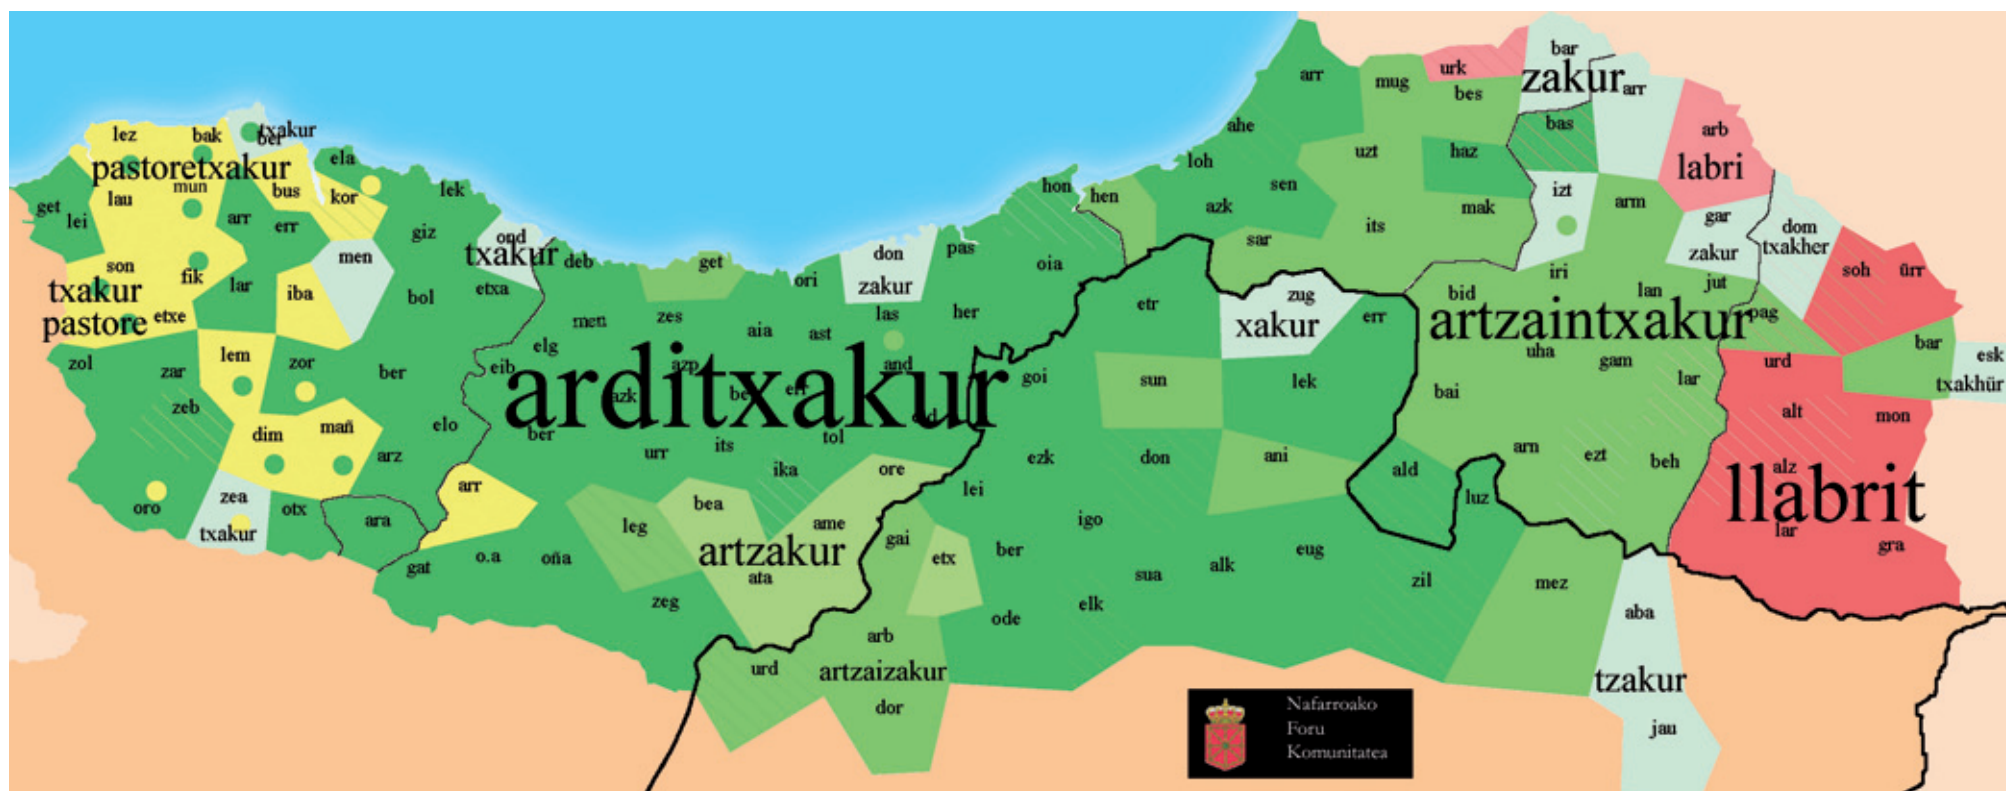 bar
urk
zakur
arr
mug
arr
bes
lez
bak
txakur
ber
ahe
bas
arb
ela
uzt
haz
loh
labri
pastoretxakur
mun
bus
lek
hon
sen
izt
lau
kor
hen
arm
get
lei
arr
err
azk
mak
gar
giz
its
dom
ond
sar
zakur
txakher
txakur
men
don
pas
deb
get
oia
son
fik
iri
soh
ürr
lar
ori
jut
txakur
iba
bol
etxa
zakur
zug
bid
lan
etr
pastore
etxe
men
zes
las
her
xakur
err
artzaintxakur
pag
aia
ast
elg
bar
lem
uha
esk
zol
zar
zor
ber
eib
azp
and
goi
sun
lek
gam
urd
txakhür
arditxakur
lar
azk
be
err
bai
zeb
alt
mon
elo
dim
mañ
ber
its
tol
urr
arz
ezk
don
ani
arn
ezt
beh
ika
ore
ald
alz
arr
lei
zea
luz
llabrit
oro
otx
ara
leg
bea
ame
igo
lar
txakur
gai
artzakur
ber
eug
gra
gat
o.a
oña
etx
ata
sua
alk
zil
mez
zeg
elk
ode
aba
arb
urd
artzaizakur
tzakur
dor
jau
Nafarroako
Foru
Komunitatea